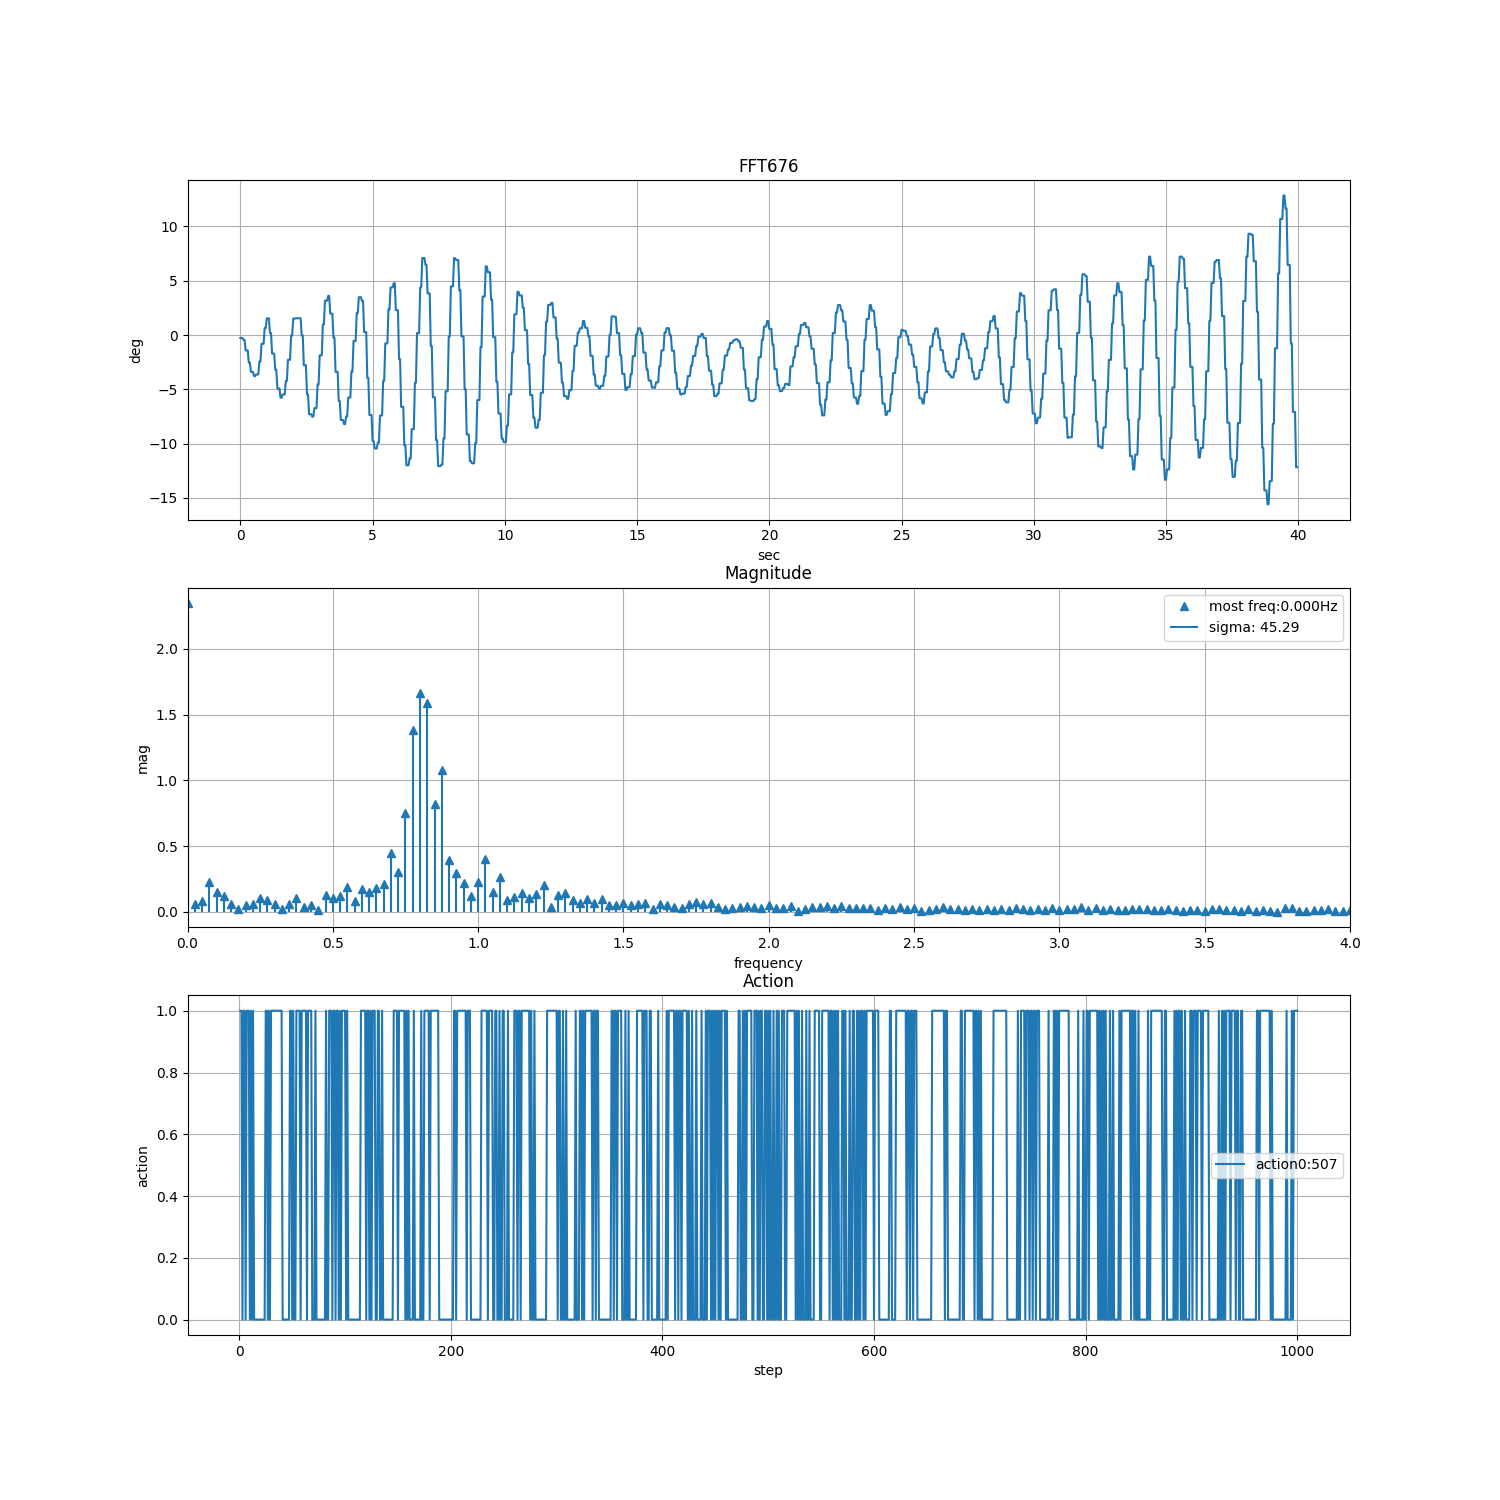 FFT676
10
5
0
−5
−10
−15
deg
0 5 10 15 20 25 30 35 40
sec
Magnitude
most freq:0.000Hz
sigma: 45.29
2.0
1.5
1.0
0.5
0.0
mag
0.0 0.5 1.0 1.5 2.0 2.5 3.0 3.5 4.0
frequency
Action
1.0
0.8
0.6
0.4
0.2
0.0
action
action0:507
0 200 400 600 800 1000
step